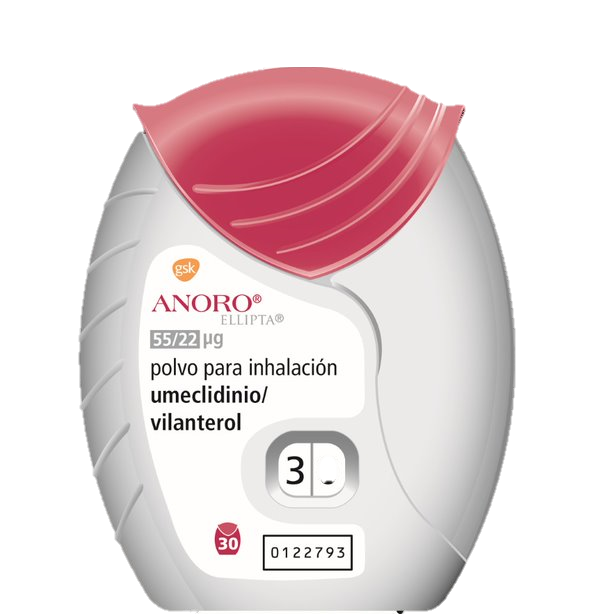 gsk
ANORO®
ELLIPTA®
55/22 µg
polvo para inhalación
umeclidinio/
vilanterol
3
30
0122793